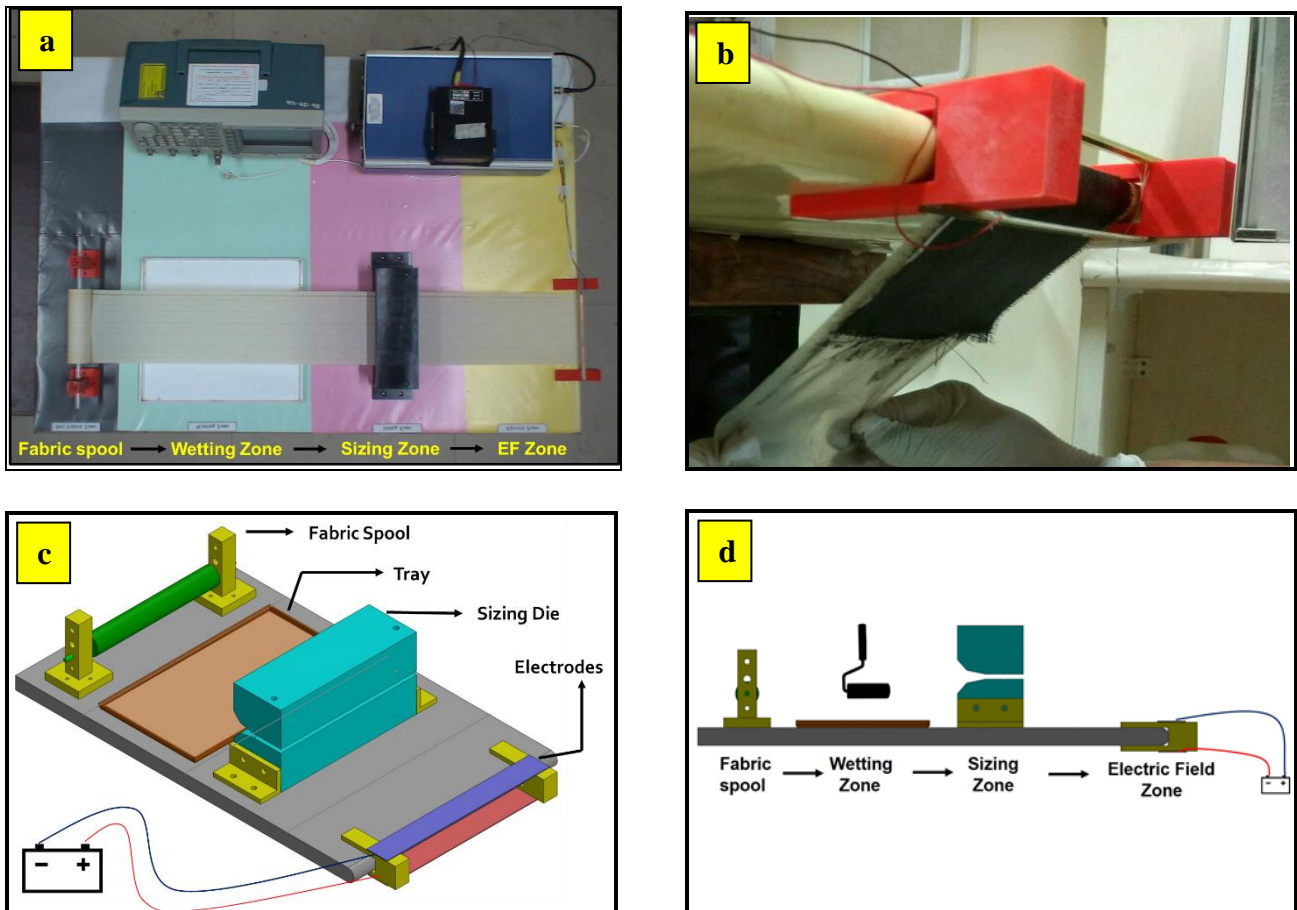 a
Fabric spool → Wetting Zone → Sizing Zone → EF Zone
b
c
Fabric Spool
Tray
Sizing Die
Electrodes
− +
d
Fabric spool → Wetting Zone → Sizing Zone → Electric Field Zone
− +